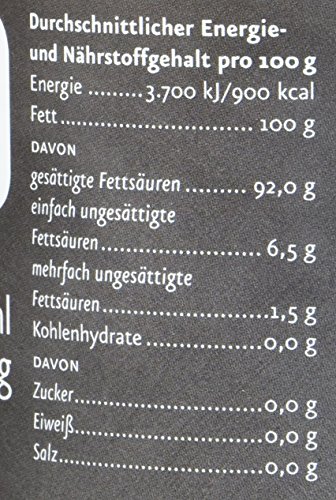 Durchschnittlicher Energie-
und Nährstoffgehalt pro 100 g
Energie ........3.700 kJ/900 kcal
Fett.........................100 g
DAVON
gesättigte Fettsäuren .......92,0 g
einfach ungesättigte
Fettsäuren.....................6,5 g
mehrfach ungesättigte
Fettsäuren.....................1,5 g
Kohlenhydrate ...............0,0 g
DAVON
Zucker.........................0,0 g
Eiweiß.........................0,0 g
Salz............................0,0 g